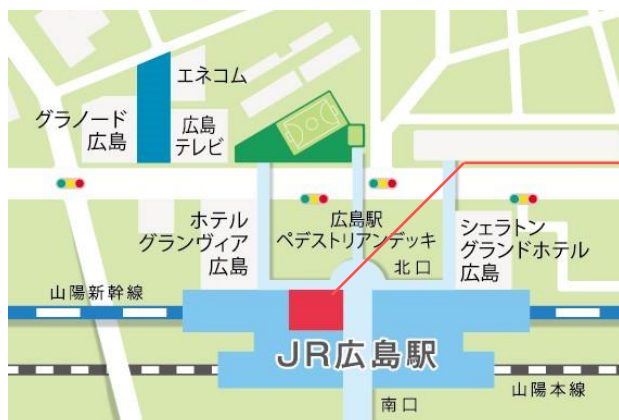 エネコム
グラノード
広島
広島
テレビ
ホテル
グランヴィア
広島
広島駅
ペデストリアンデッキ
シェラトン
グランドホテル
広島
北口
山陽新幹線
JR広島駅
山陽本線
南口